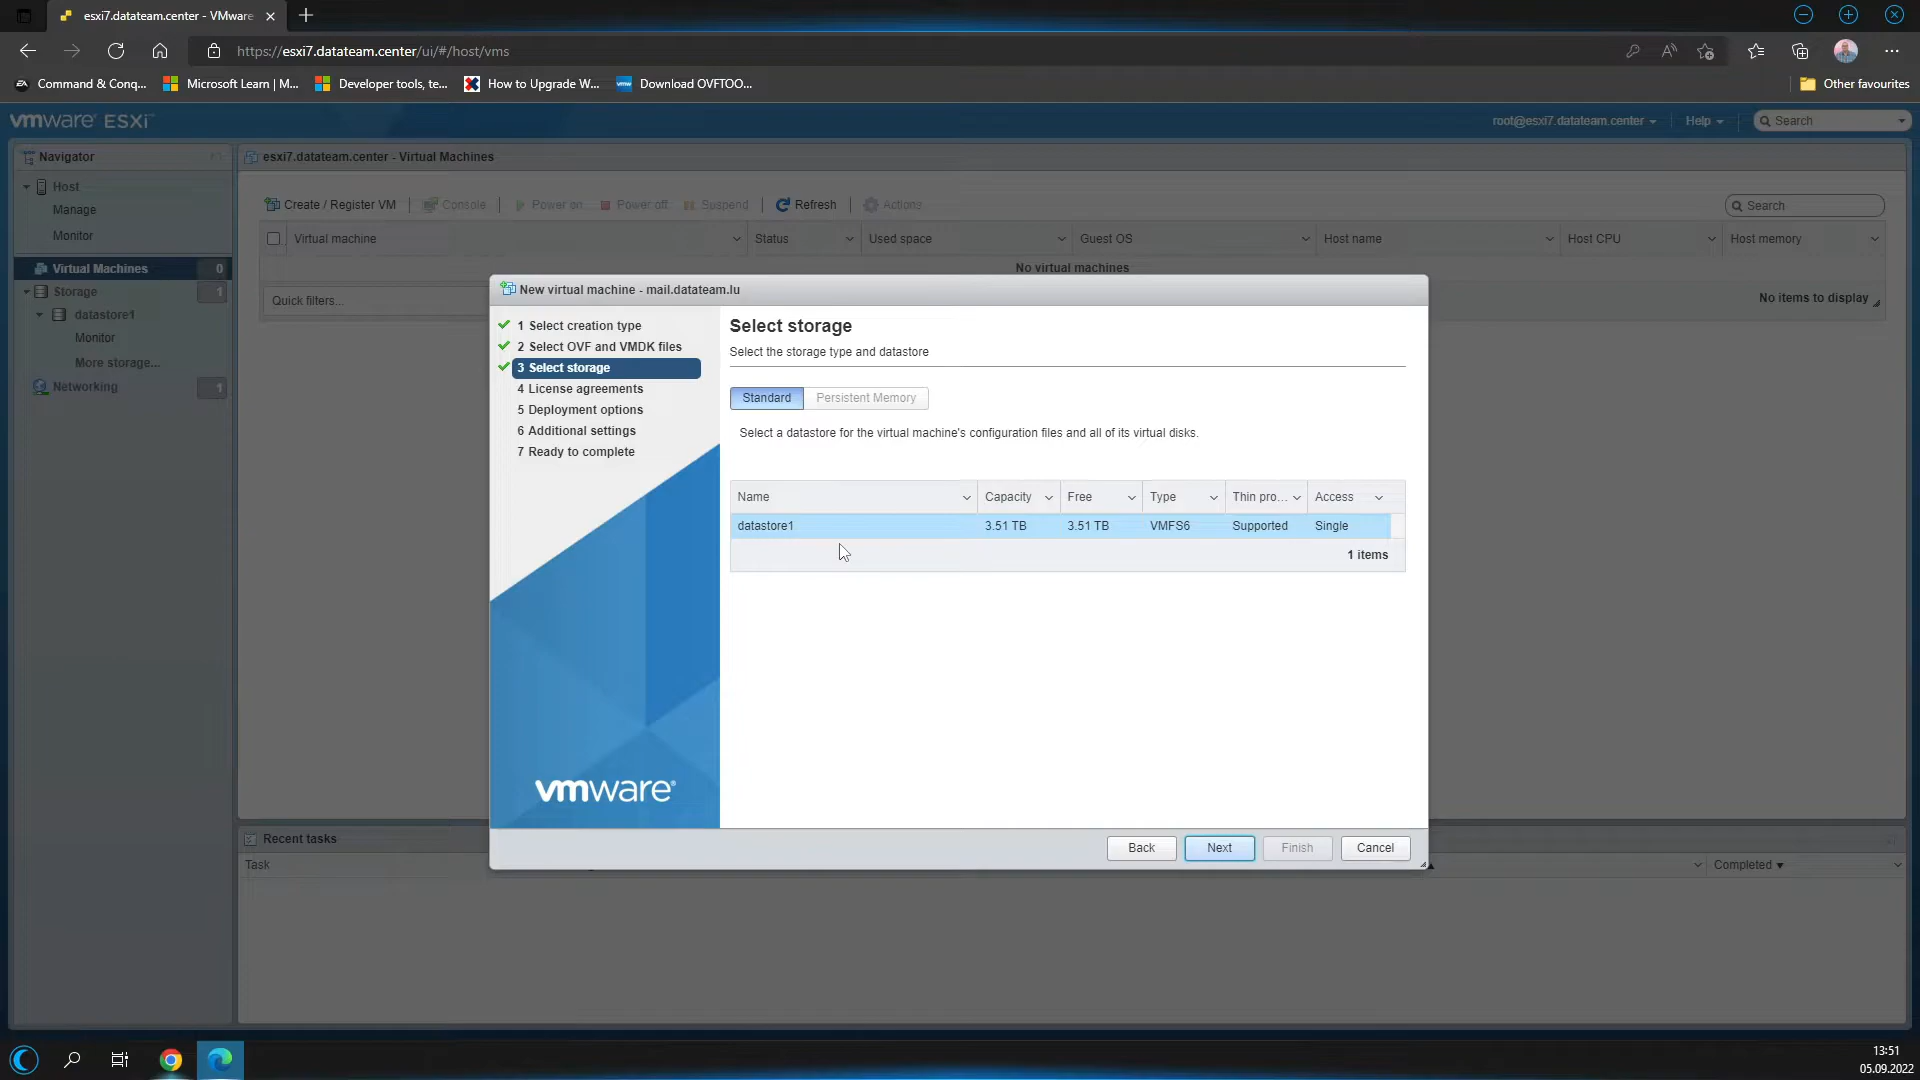 esxi7.datateam.center - VMware
https://esxi7.datateam.center/ui/#/host/vms
Command & Conq...
Microsoft Learn | M...
Developer tools, te...
How to Upgrade W...
Download OVFTOO...
Other favourites
vmware ESXi
root@esxi7.datateam.center
Help
Search
Navigator
esxi7.datateam.center - Virtual Machines
Host
Manage
Monitor
Virtual Machines 0
Storage 1
datastore1
Monitor
More storage...
Networking 1
Create / Register VM
Console
Power on
Power off
Suspend
Refresh
Actions
Search
Virtual machine
Status
Used space
Guest OS
Host name
Host CPU
Host memory
No virtual machines
Quick filters...
No items to display
New virtual machine - mail.datateam.lu
1 Select creation type
2 Select OVF and VMDK files
3 Select storage
4 License agreements
5 Deployment options
6 Additional settings
7 Ready to complete
vmware
Select storage
Select the storage type and datastore
Standard
Persistent Memory
Select a datastore for the virtual machine's configuration files and all of its virtual disks.
Name Capacity Free Type Thin pro... Access
datastore1 3.51 TB 3.51 TB VMFS6 Supported Single
1 items
Back
Next
Finish
Cancel
Recent tasks
Task
Completed
13:51
05.09.2022